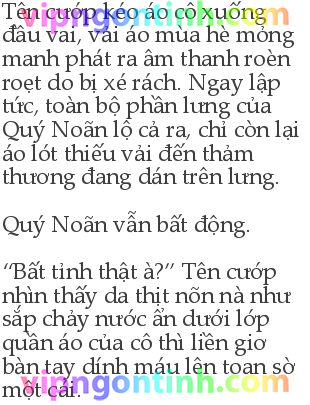 Tên cướp kéo áo cô xuống
vipngontinh.com
đầu vai, vải áo mùa hè mỏng
manh phát ra âm thanh roèn
roẹt do bị xé rách. Ngay lập
tức, toàn bộ phần lưng của
Quý Noãn lộ cả ra, chỉ còn lại
áo lót thiếu vải đến thảm
thương đang dán trên lưng.
Quý Noãn vẫn bất động.
“Bất tỉnh thật à?” Tên cướp
nhìn thấy da thịt nõn nà như
sắp chảy nước ẩn dưới lớp
quần áo của cô thì liền giơ
bàn tay dính máu lên toan sờ
một cái.
vipngontinh.com